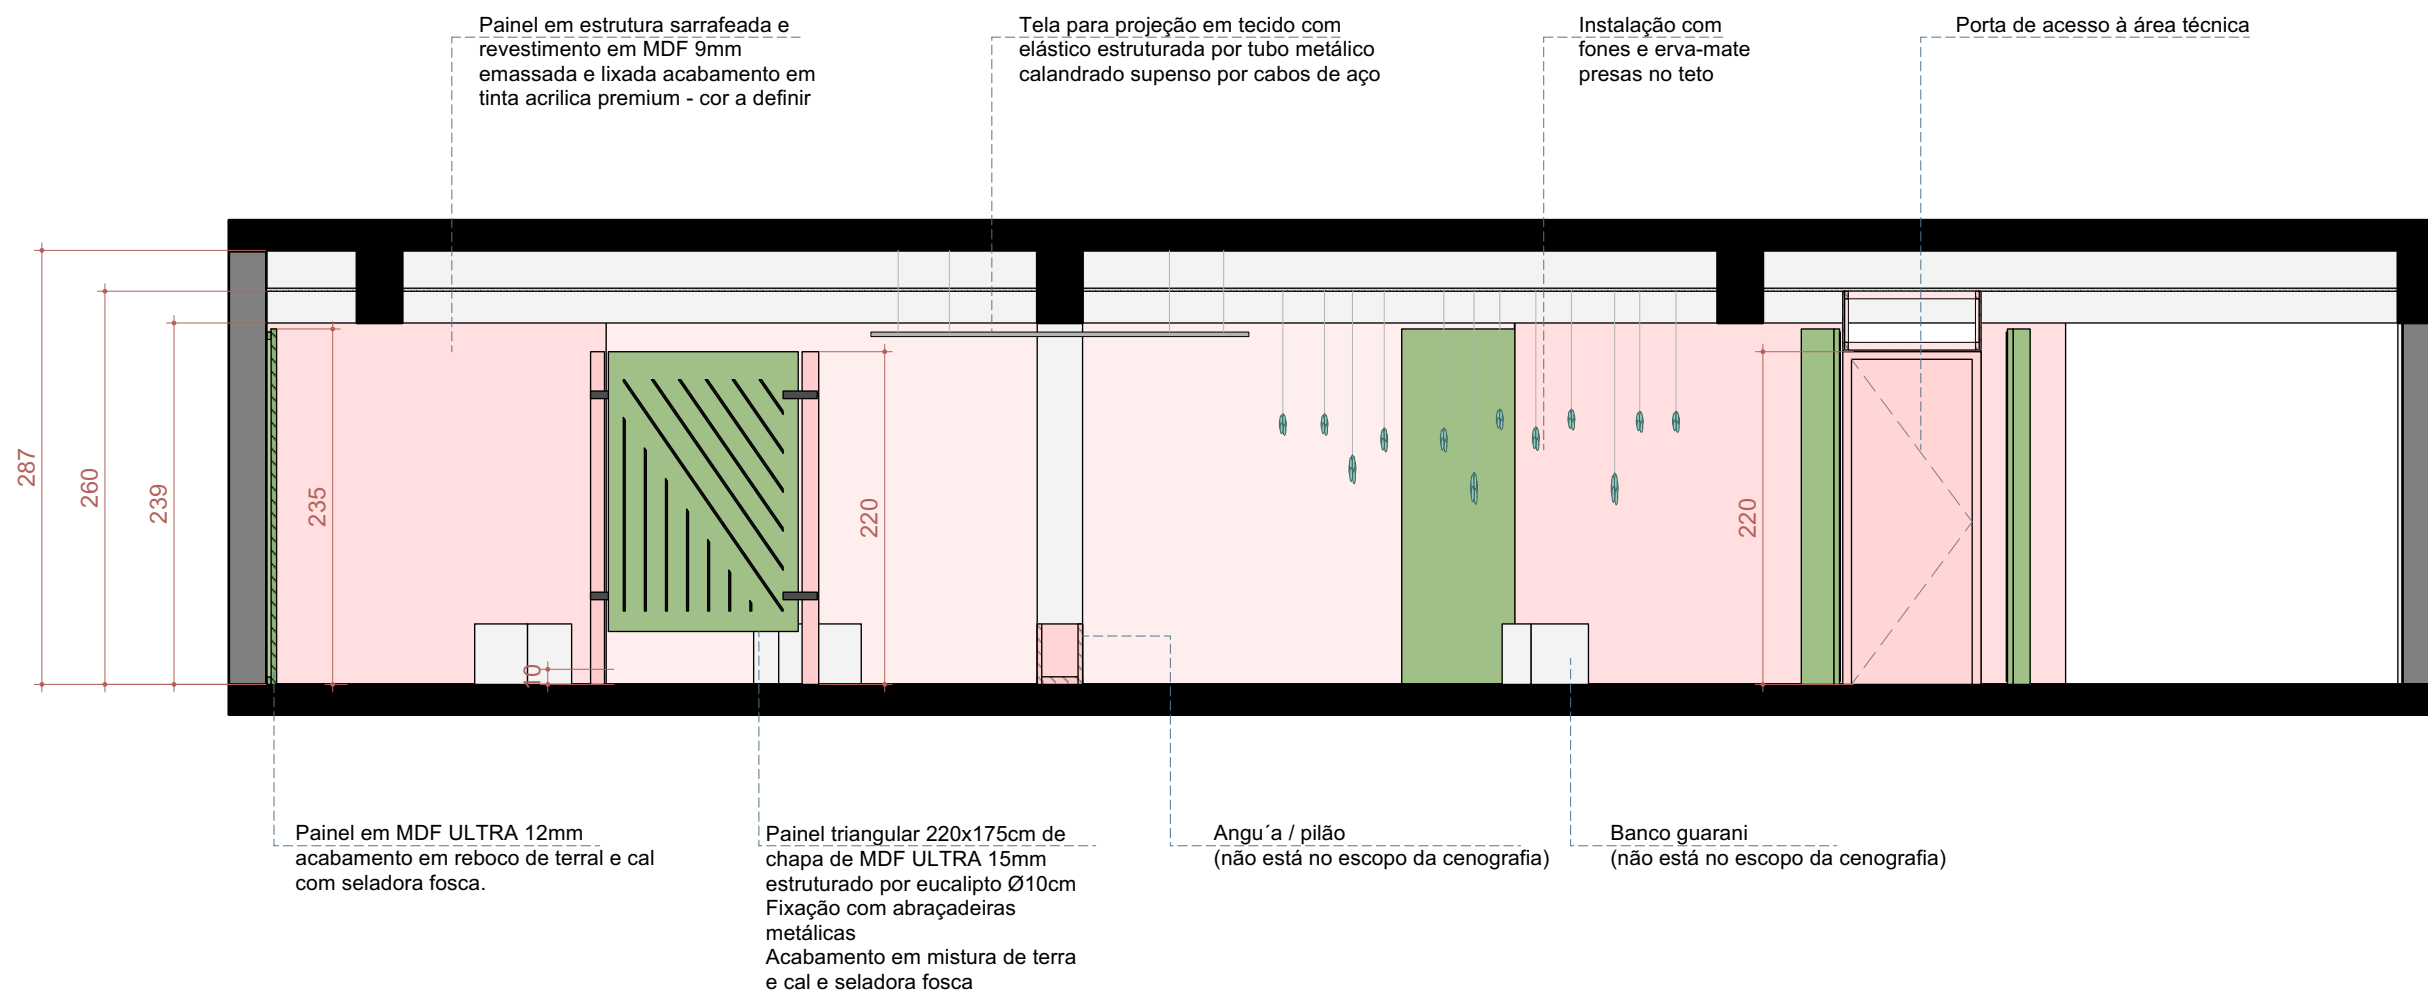 Painel em estrutura sarrafeada e
revestimento em MDF 9mm
emassada e lixada acabamento em
tinta acrilica premium - cor a definir
Tela para projeção em tecido com
elástico estruturada por tubo metálico
calandrado supenso por cabos de aço
Instalação com
fones e erva-mate
presas no teto
Porta de acesso à área técnica
287
260
239
235
10
220
220
Painel em MDF ULTRA 12mm
acabamento em reboco de terral e cal
com seladora fosca.
Painel triangular 220x175cm de
chapa de MDF ULTRA 15mm
estruturado por eucalipto Ø10cm
Fixação com abraçadeiras
metálicas
Acabamento em mistura de terra
e cal e seladora fosca
Angu´a / pilão
(não está no escopo da cenografia)
Banco guarani
(não está no escopo da cenografia)